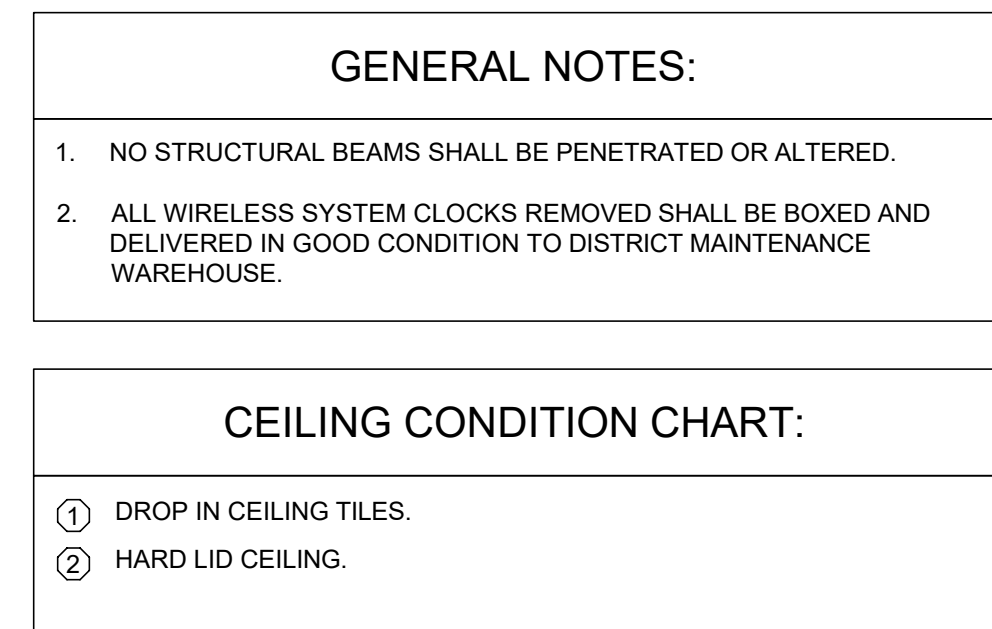 GENERAL NOTES:
1. NO STRUCTURAL BEAMS SHALL BE PENETRATED OR ALTERED.
2. ALL WIRELESS SYSTEM CLOCKS REMOVED SHALL BE BOXED AND
DELIVERED IN GOOD CONDITION TO DISTRICT MAINTENANCE
WAREHOUSE.
CEILING CONDITION CHART:
1 DROP IN CEILING TILES.
2 HARD LID CEILING.